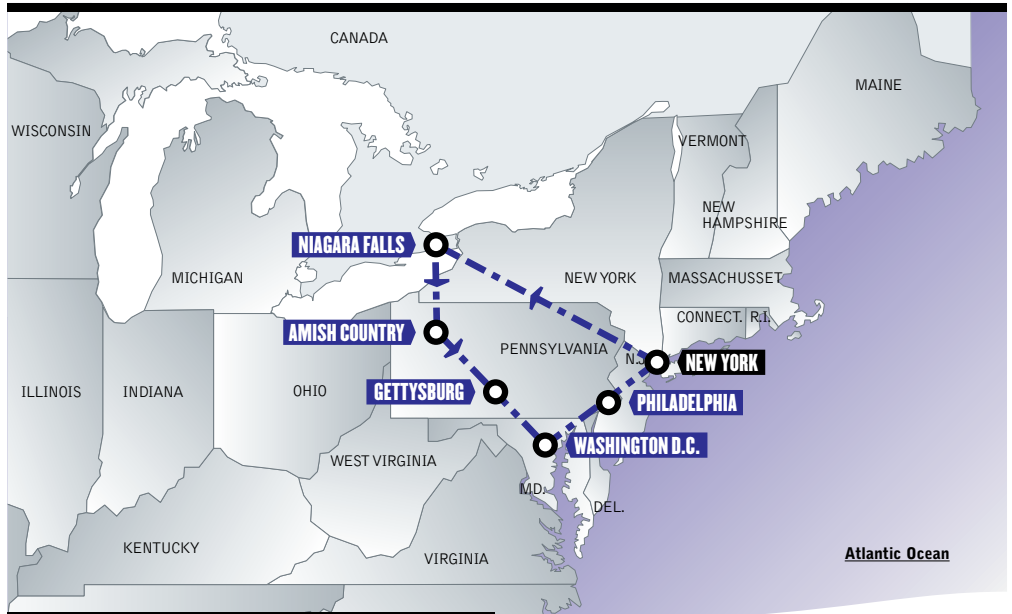 CANADA
MAINE
WISCONSIN
VERMONT
NEW
HAMPSHIRE
NIAGARA FALLS
MICHIGAN
NEW YORK
MASSACHUSSET
CONNECT. R.I.
AMISH COUNTRY
PENNSYLVANIA
N.J.
NEW YORK
ILLINOIS
INDIANA
OHIO
GETTYSBURG
PHILADELPHIA
WASHINGTON D.C.
WEST VIRGINIA
MD.
DEL.
KENTUCKY
VIRGINIA
Atlantic Ocean